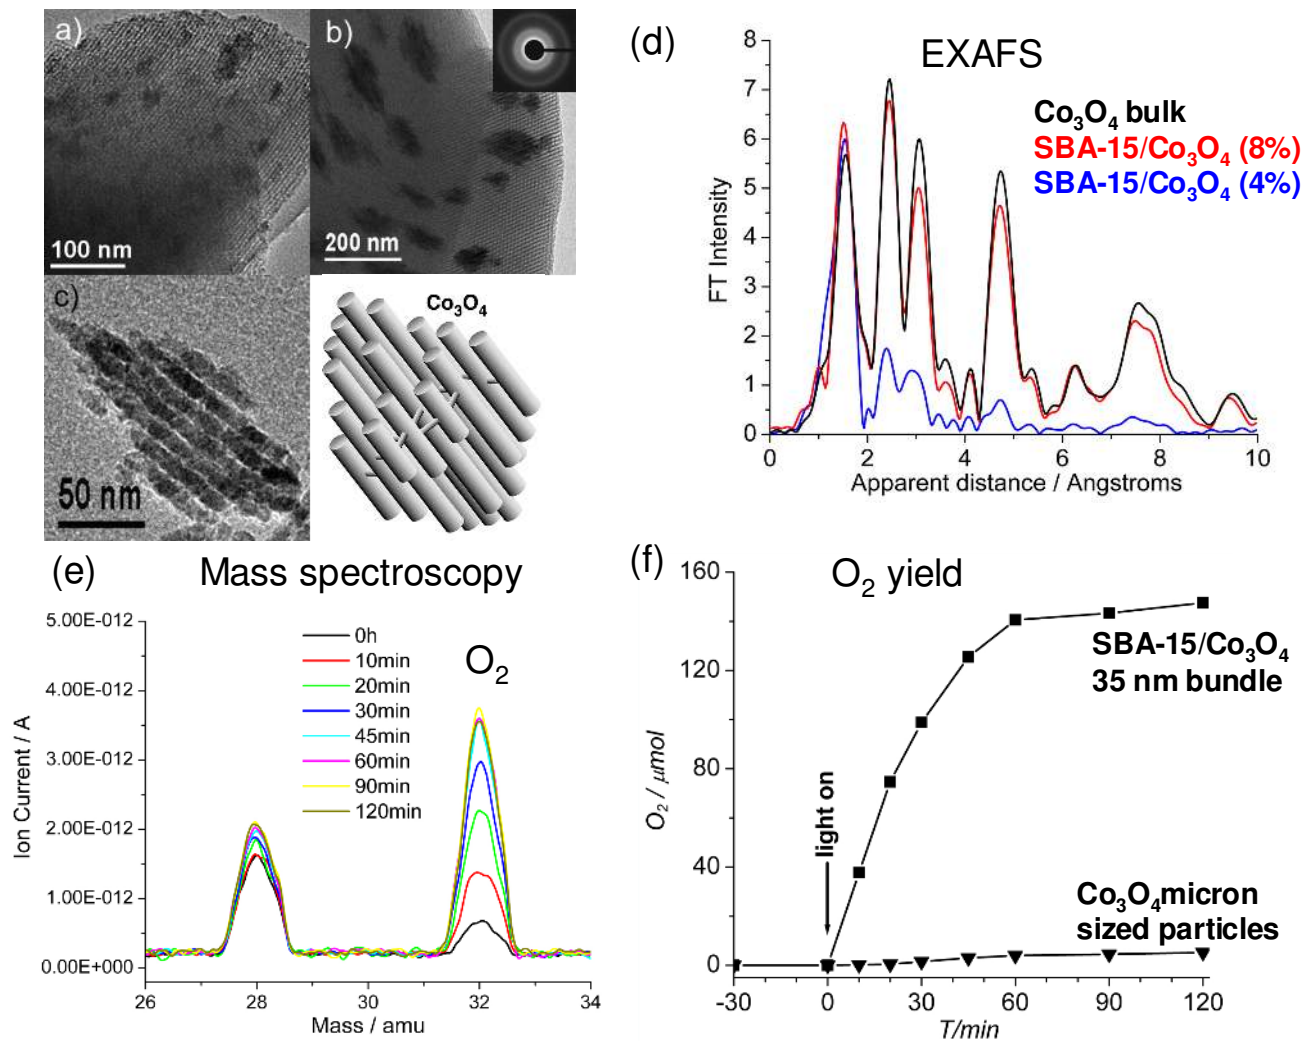 a)
100 nm
b)
200 nm
c)
50 nm
Co₃O₄
(d)
EXAFS
Co₃O₄ bulk
SBA-15/Co₃O₄ (8%)
SBA-15/Co₃O₄ (4%)
FT Intensity
8
7
6
5
4
3
2
1
0
0 2 4 6 8 10
Apparent distance / Angstroms
(e)
Mass spectroscopy
Ion Current / A
5.00E-012
4.00E-012
3.00E-012
2.00E-012
1.00E-012
0.00E+000
0h
10min
20min
30min
45min
60min
90min
120min
O₂
26 28 30 32 34
Mass / amu
(f)
O₂ yield
O₂ / μmol
160
120
80
40
0
light on
SBA-15/Co₃O₄
35 nm bundle
Co₃O₄micron
sized particles
-30 0 30 60 90 120
T/min